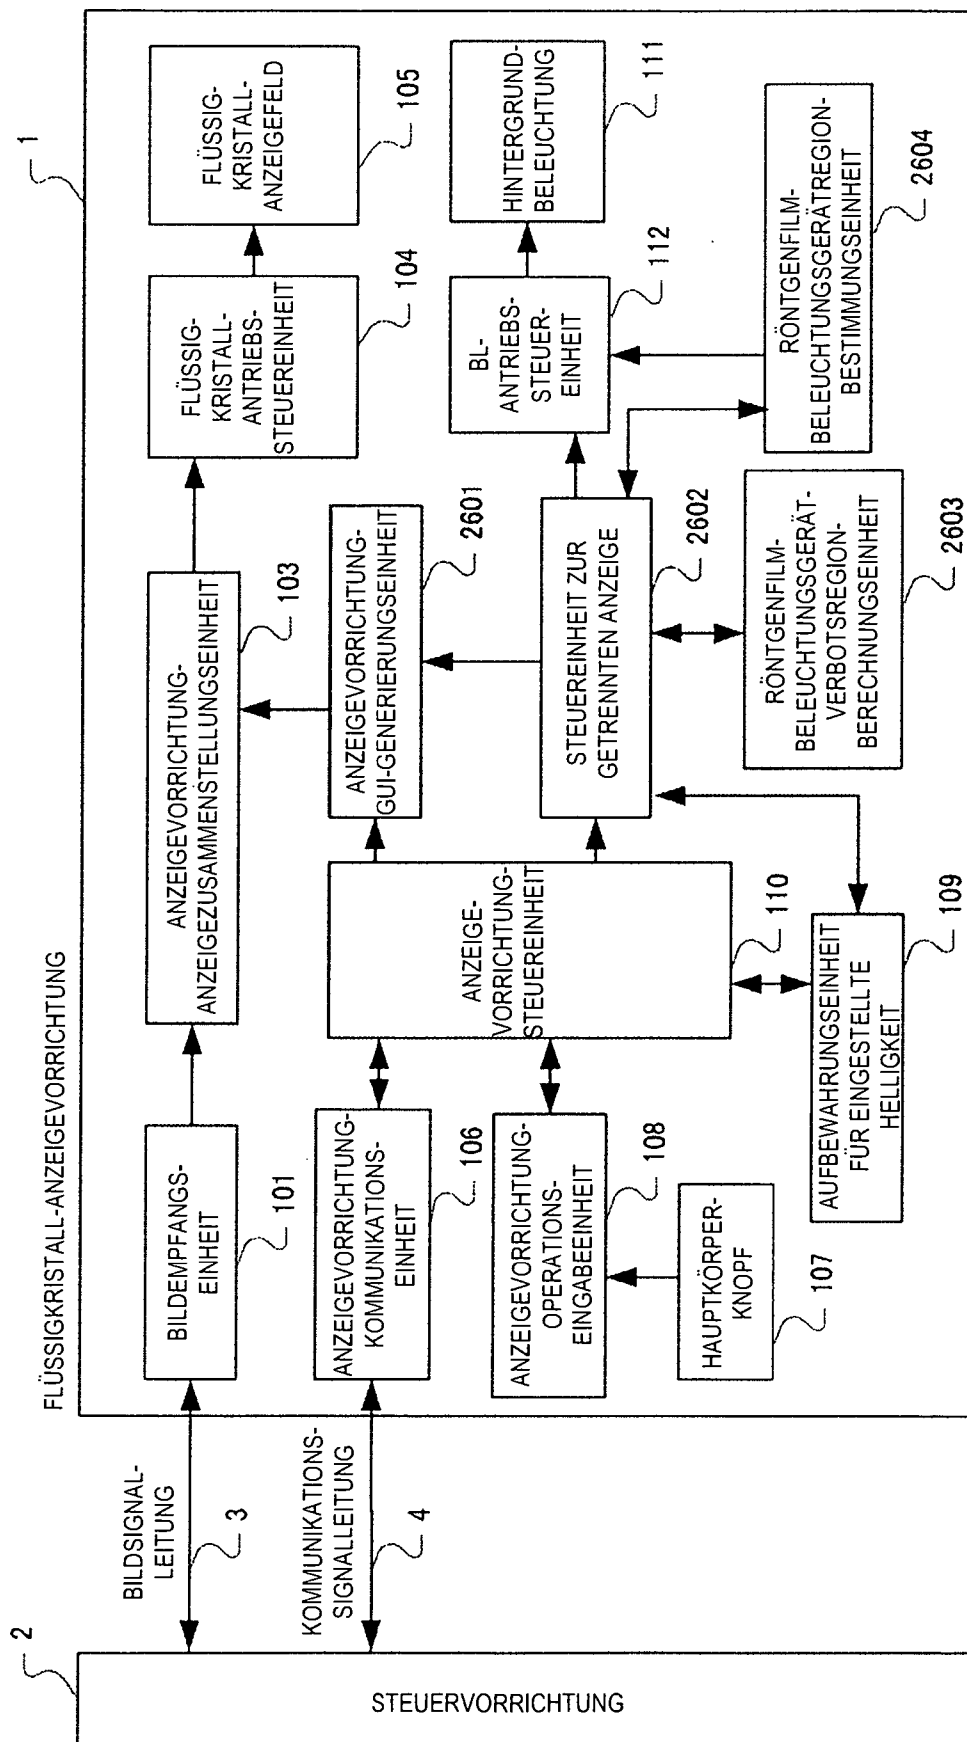 FLÜSSIGKRISTALL-ANZEIGEVORRICHTUNG
1
2
STEUERVORRICHTUNG
BILDSIGNAL-
LEITUNG
3
KOMMUNIKATIONS-
SIGNALLEITUNG
4
BILDEMPFANGS-
EINHEIT
101
ANZEIGEVORRICHTUNG-
ANZEIGEZUSAMMENSTELLUNGSEINHEIT
103
FLÜSSIG-
KRISTALL-
ANTRIEBS-
STEUEREINHEIT
104
FLÜSSIG-
KRISTALL-
ANZEIGEFELD
105
ANZEIGEVORRICHTUNG-
KOMMUNIKATIONS-
EINHEIT
106
ANZEIGEVORRICHTUNG-
OPERATIONS-
EINGABEEINHEIT
108
HAUPTKÖRPER-
KNOPF
107
ANZEIGE-
VORRICHTUNG-
STEUEREINHEIT
110
AUFBEWAHRUNGSEINHEIT
FÜR EINGESTELLTE
HELLIGKEIT
109
ANZEIGEVORRICHTUNG-
GUI-GENERIERUNGSEINHEIT
2601
STEUEREINHEIT ZUR
GETRENNTEN ANZEIGE
2602
RÖNTGENFILM-
BELEUCHTUNGSGERÄT-
VERBOTSREGION-
BERECHNUNGSEINHEIT
2603
BL-
ANTRIEBS-
STEUER-
EINHEIT
112
HINTERGRUND-
BELEUCHTUNG
111
RÖNTGENFILM-
BELEUCHTUNGSGERÄTREGION-
BESTIMMUNGSEINHEIT
2604